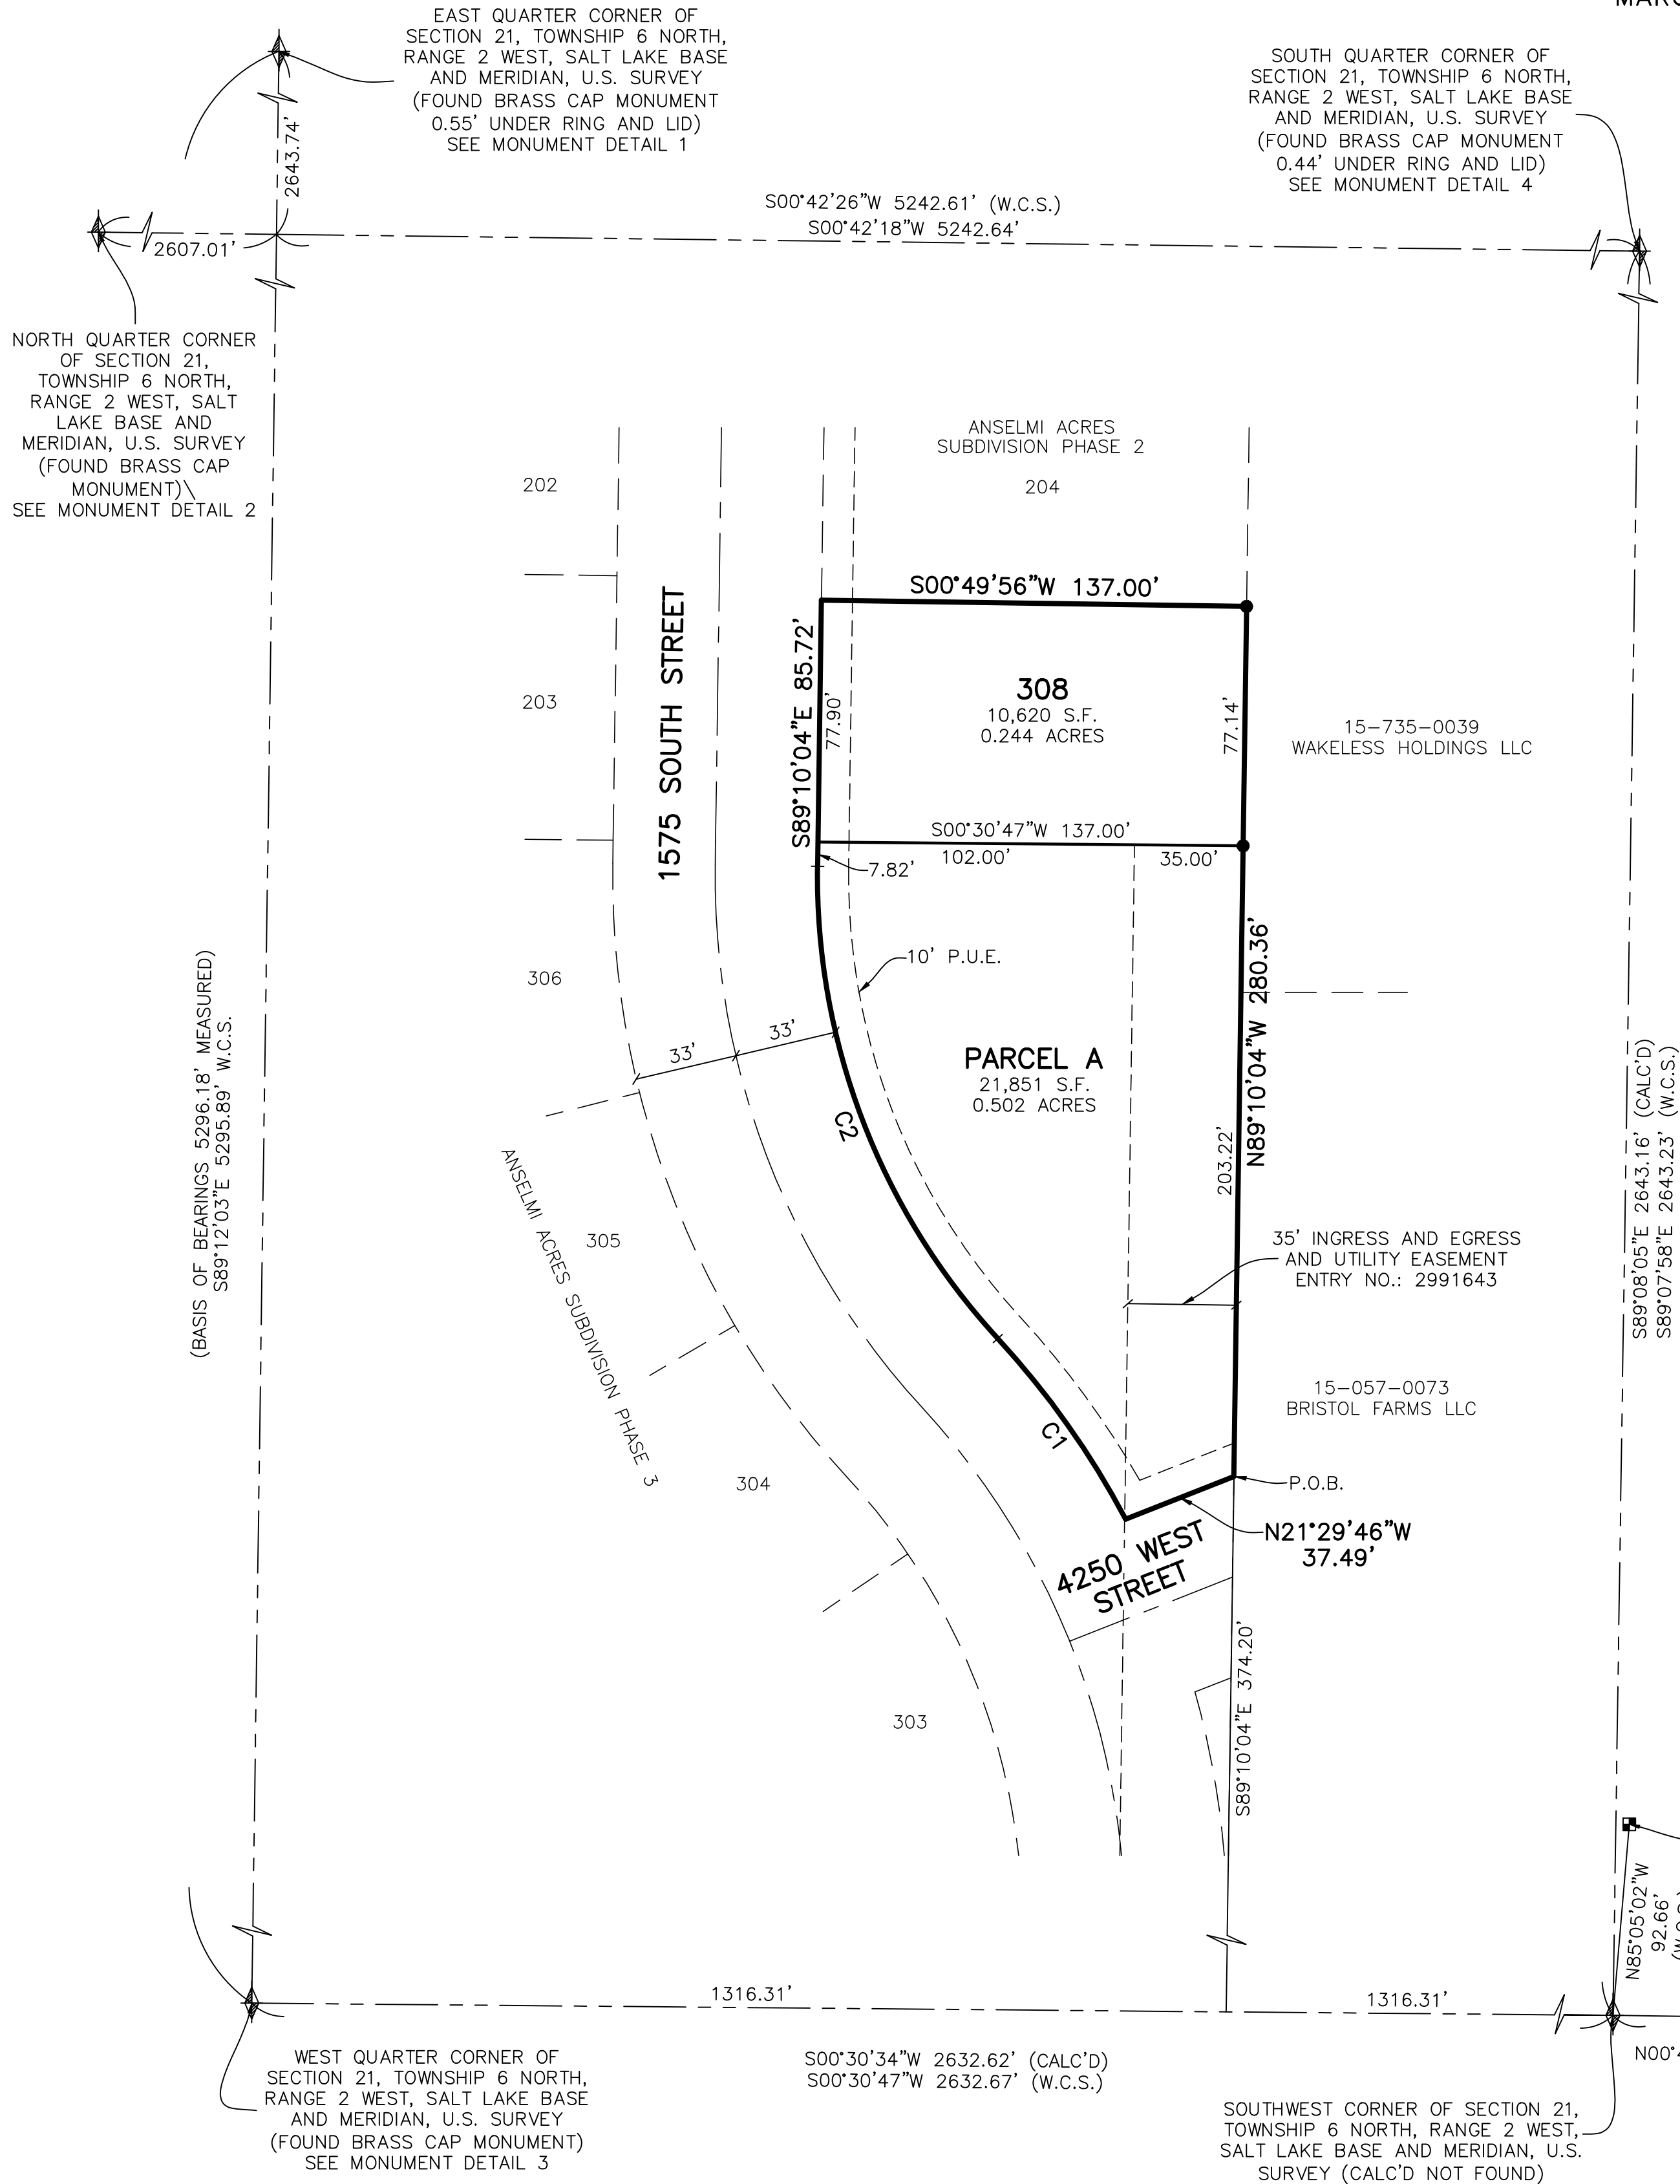 EAST QUARTER CORNER OF
SECTION 21, TOWNSHIP 6 NORTH,
RANGE 2 WEST, SALT LAKE BASE
AND MERIDIAN, U.S. SURVEY
(FOUND BRASS CAP MONUMENT
0.55' UNDER RING AND LID)
SEE MONUMENT DETAIL 1
SOUTH QUARTER CORNER OF
SECTION 21, TOWNSHIP 6 NORTH,
RANGE 2 WEST, SALT LAKE BASE
AND MERIDIAN, U.S. SURVEY
(FOUND BRASS CAP MONUMENT
0.44' UNDER RING AND LID)
SEE MONUMENT DETAIL 4
2643.74'
2607.01'
S00°42'26"W 5242.61' (W.C.S.)
S00°42'18"W 5242.64'
NORTH QUARTER CORNER
OF SECTION 21,
TOWNSHIP 6 NORTH,
RANGE 2 WEST, SALT
LAKE BASE AND
MERIDIAN, U.S. SURVEY
(FOUND BRASS CAP
MONUMENT)\
SEE MONUMENT DETAIL 2
ANSELMI ACRES
SUBDIVISION PHASE 2
204
202
203
1575 SOUTH STREET
S00°49'56"W 137.00'
S89°10'04"E 85.72'
77.90'
308
10,620 S.F.
0.244 ACRES
77.14'
15-735-0039
WAKELESS HOLDINGS LLC
S00°30'47"W 137.00'
102.00'
35.00'
7.82'
306
10' P.U.E.
33'
33'
PARCEL A
21,851 S.F.
0.502 ACRES
N89°10'04"W 280.36'
203.22'
C2
(BASIS OF BEARINGS 5296.18' MEASURED)
S89°12'03"E 5295.89' W.C.S.
S89°08'05"E 2643.16' (CALC'D)
S89°07'58"E 2643.23' (W.C.S.)
ANSELMI ACRES SUBDIVISION PHASE 3
305
35' INGRESS AND EGRESS
AND UTILITY EASEMENT
ENTRY NO.: 2991643
15-057-0073
BRISTOL FARMS LLC
C1
304
P.O.B.
N21°29'46"W
37.49'
4250 WEST
STREET
303
S89°10'04"E 374.20'
N85°05'02"W
92.66'
1316.31'
1316.31'
WEST QUARTER CORNER OF
SECTION 21, TOWNSHIP 6 NORTH,
RANGE 2 WEST, SALT LAKE BASE
AND MERIDIAN, U.S. SURVEY
(FOUND BRASS CAP MONUMENT)
SEE MONUMENT DETAIL 3
S00°30'34"W 2632.62' (CALC'D)
S00°30'47"W 2632.67' (W.C.S.)
SOUTHWEST CORNER OF SECTION 21,
TOWNSHIP 6 NORTH, RANGE 2 WEST,
SALT LAKE BASE AND MERIDIAN, U.S.
SURVEY (CALC'D NOT FOUND)